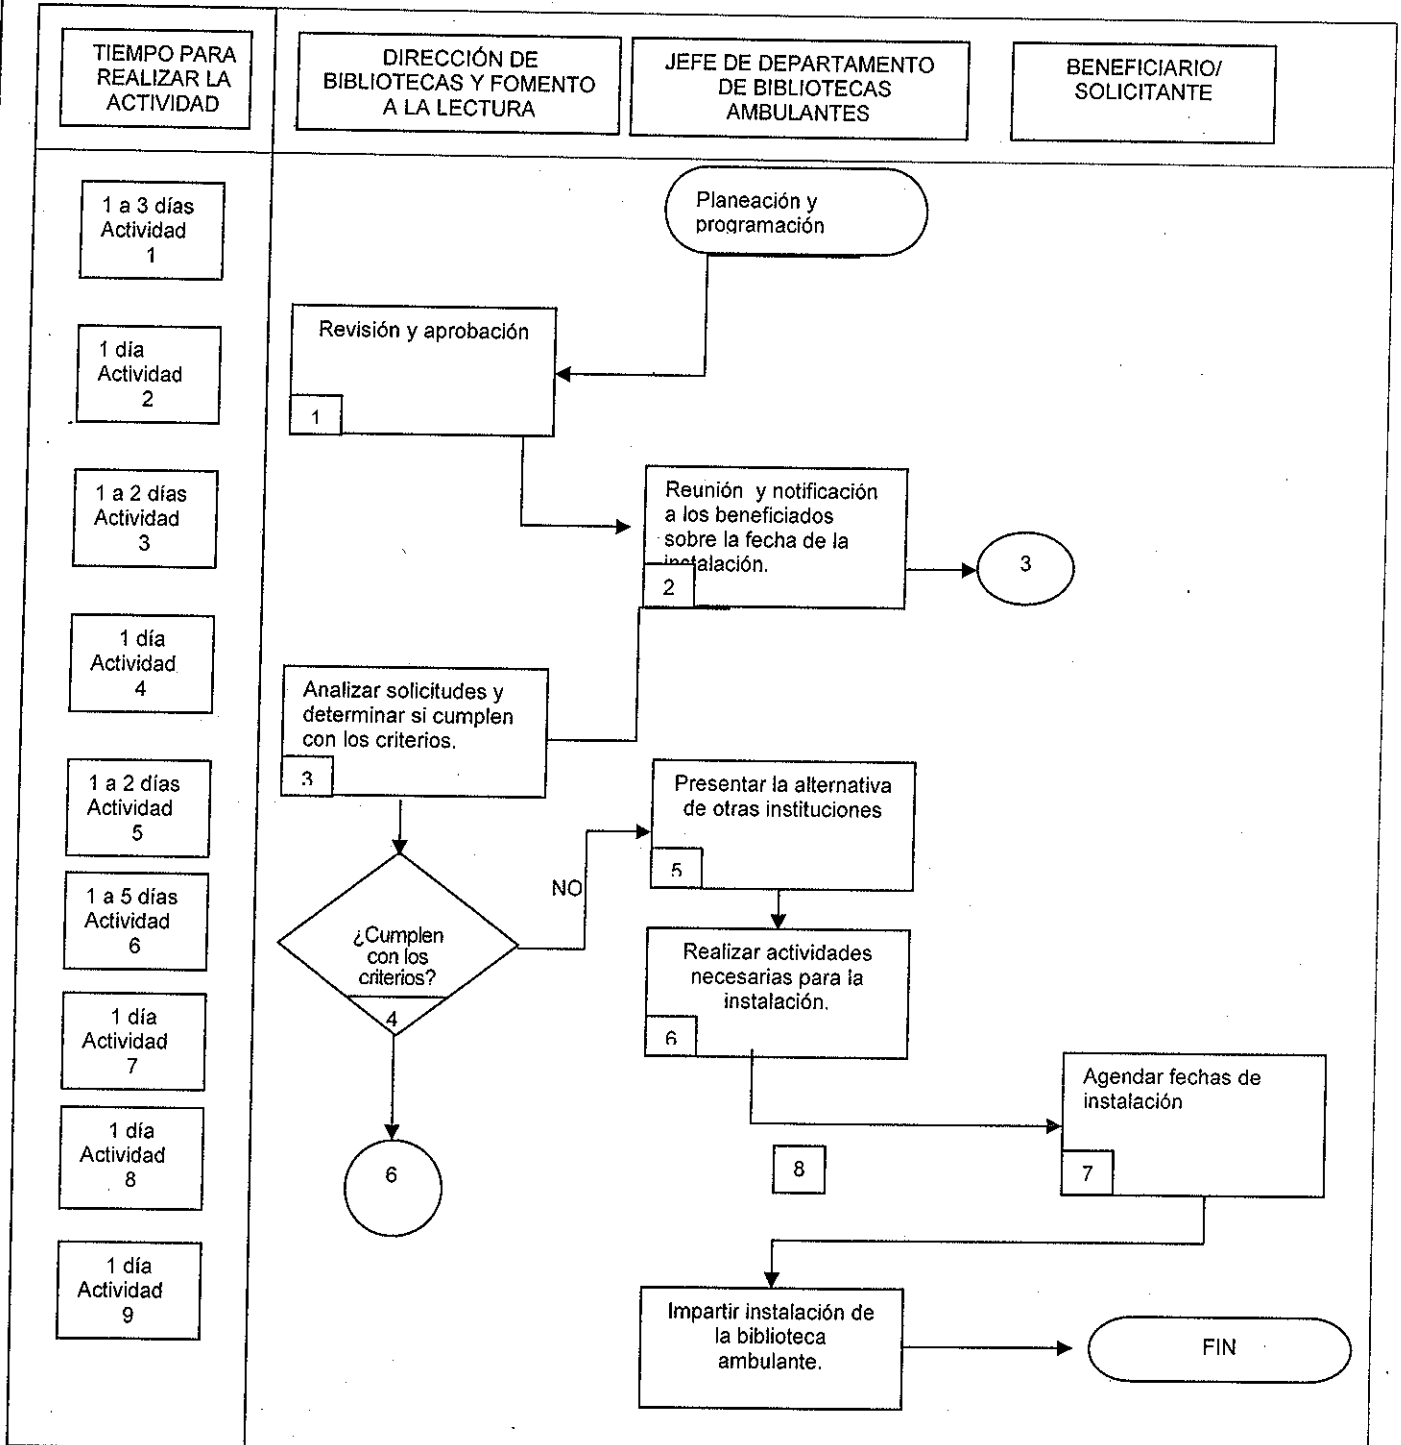 TIEMPO PARA
REALIZAR LA
ACTIVIDAD
DIRECCIÓN DE
BIBLIOTECAS Y FOMENTO
A LA LECTURA
JEFE DE DEPARTAMENTO
DE BIBLIOTECAS
AMBULANTES
BENEFICIARIO/
SOLICITANTE
1 a 3 días
Actividad
1
Planeación y
programación
1 día
Actividad
2
Revisión y aprobación
1
1 a 2 días
Actividad
3
Reunión y notificación
a los beneficiados
sobre la fecha de la
instalación.
2
3
1 día
Actividad
4
Analizar solicitudes y
determinar si cumplen
con los criterios.
3
1 a 2 días
Actividad
5
Presentar la alternativa
de otras instituciones
5
NO
1 a 5 días
Actividad
6
¿Cumplen
con los
criterios?
4
Realizar actividades
necesarias para la
instalación.
6
1 día
Actividad
7
Agendar fechas de
instalación
7
1 día
Actividad
8
6
8
1 día
Actividad
9
Impartir instalación de
la biblioteca
ambulante.
FIN